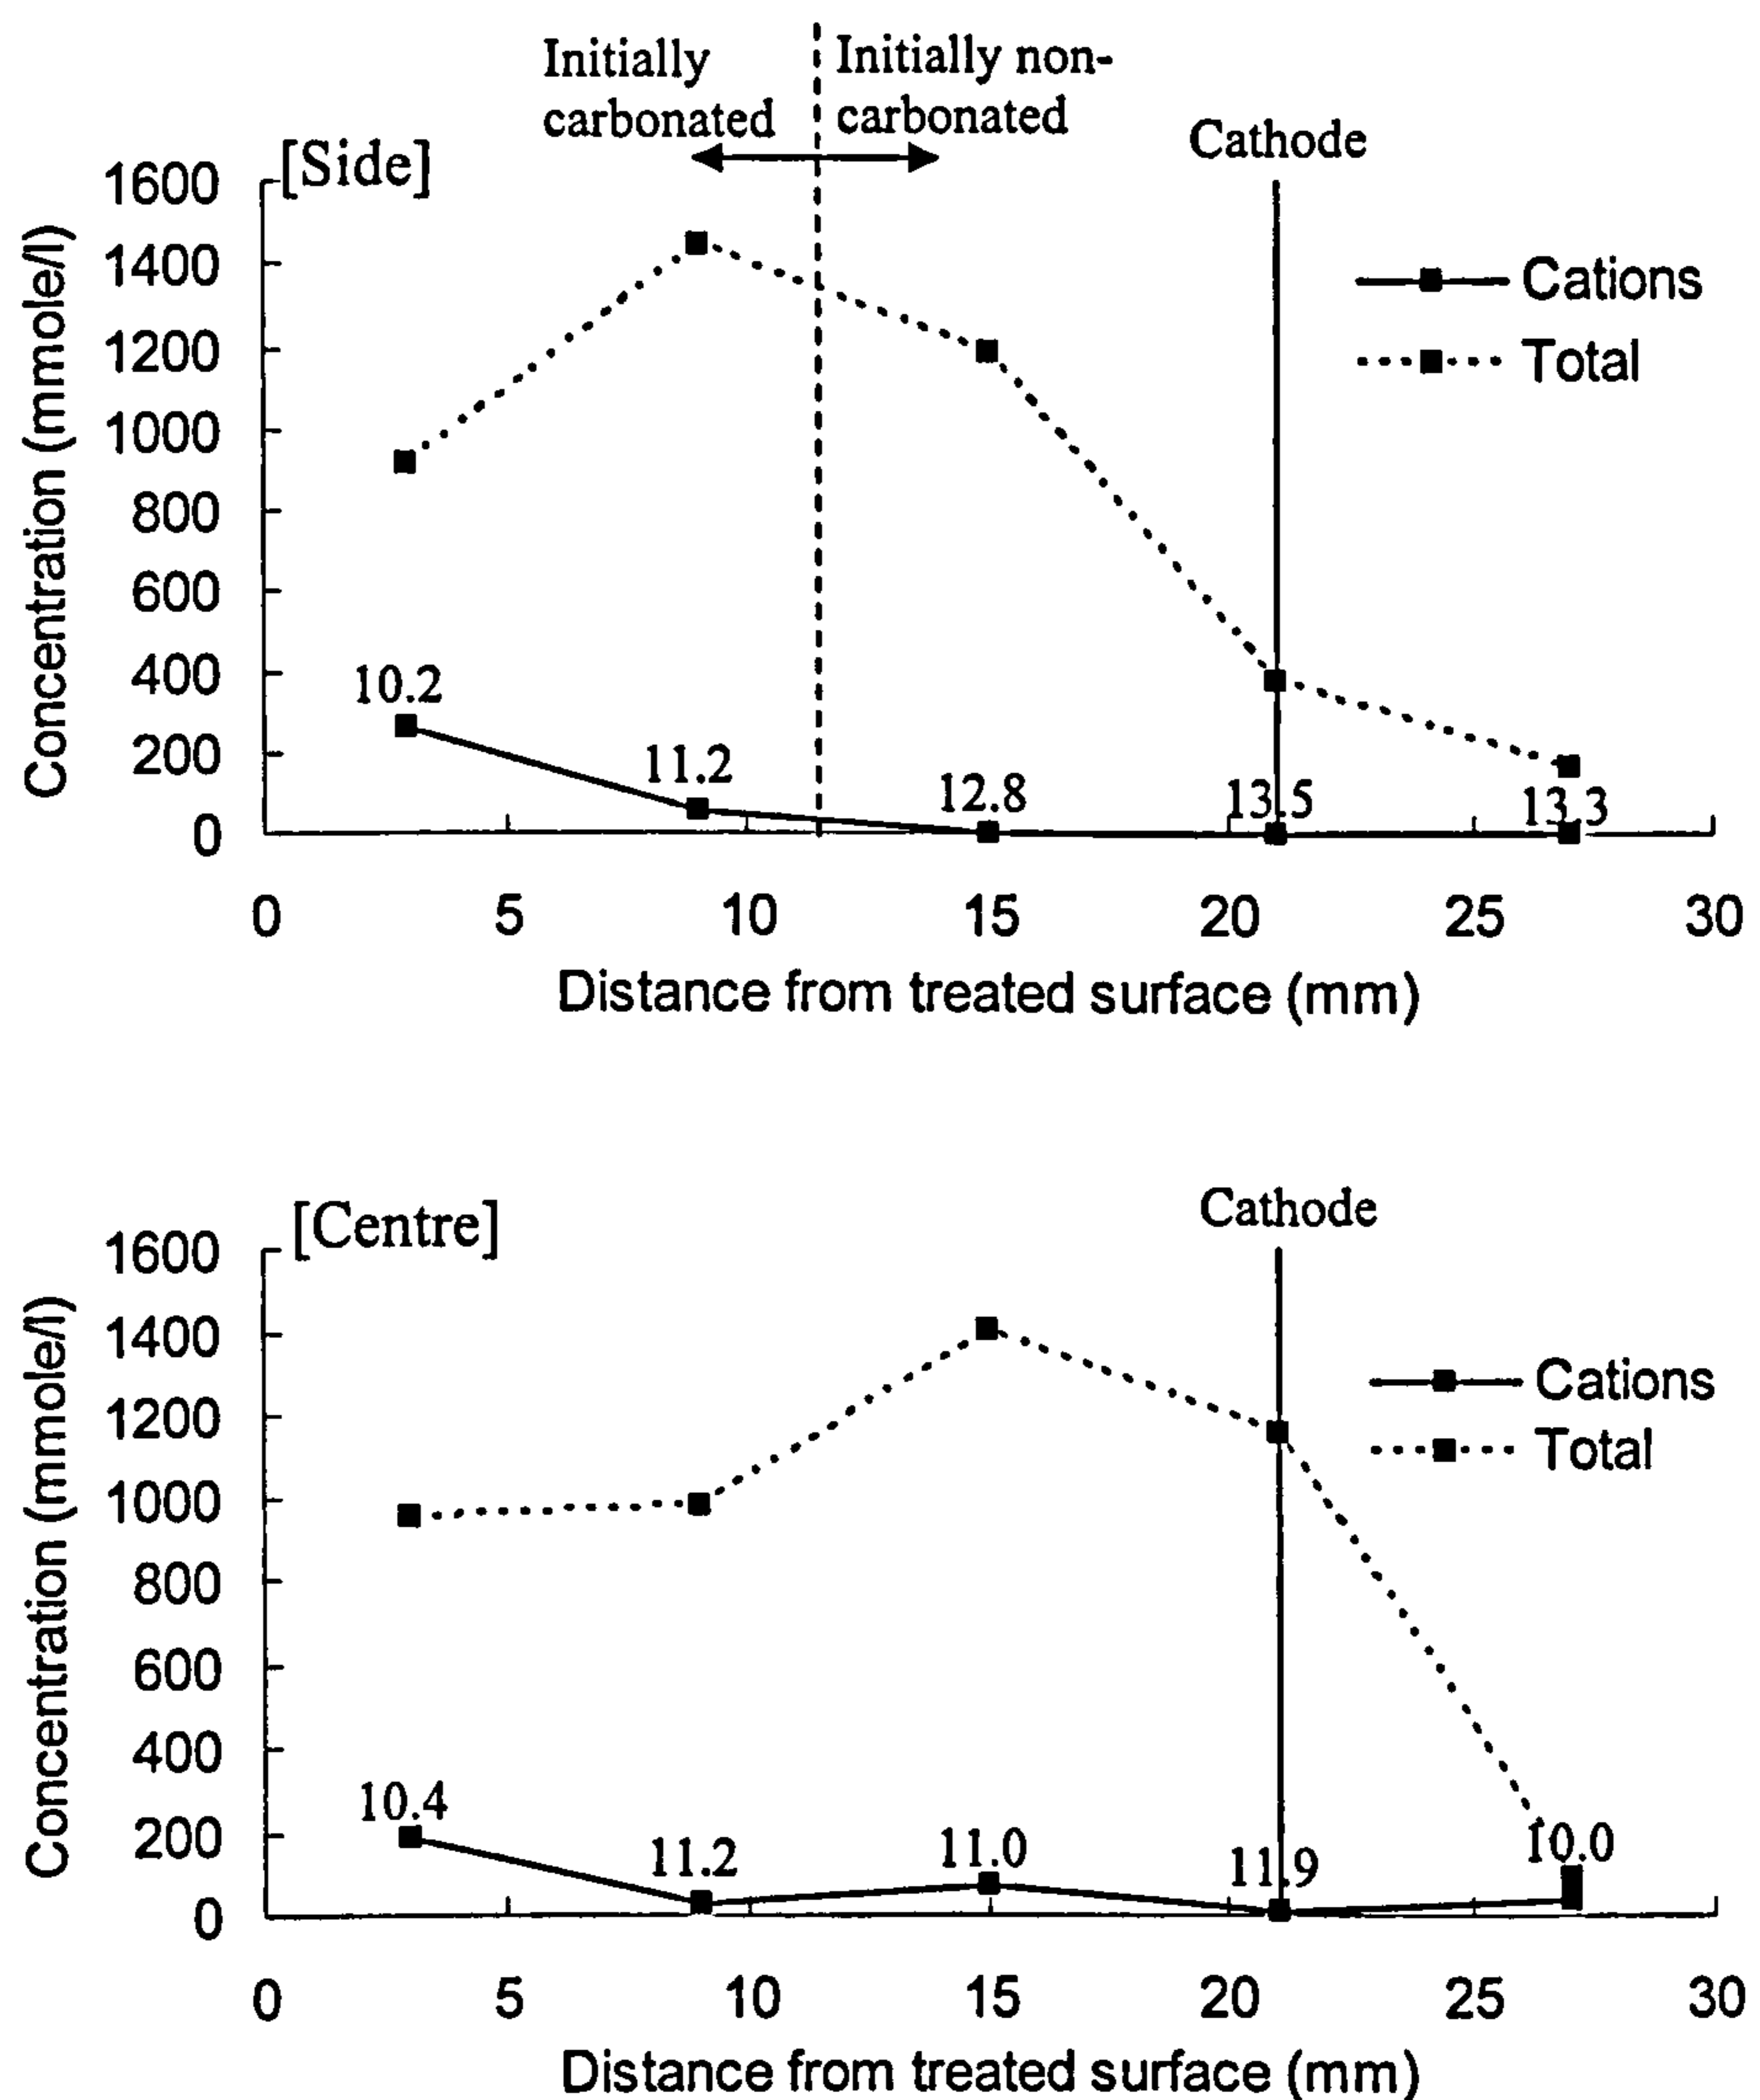 Initially
carbonated
Initially non-
carbonated
Cathode
[Side]
1600
1400
1200
1000
800
600
400
200
0
Concentration (mmole/l)
Cations
Total
10.2
11.2
12.8
13.5
13.3
0 5 10 15 20 25 30
Distance from treated surface (mm)
[Centre]
Cathode
1600
1400
1200
1000
800
600
400
200
0
Concentration (mmole/l)
Cations
Total
10.4
11.2
11.0
11.9
10.0
0 5 10 15 20 25 30
Distance from treated surface (mm)